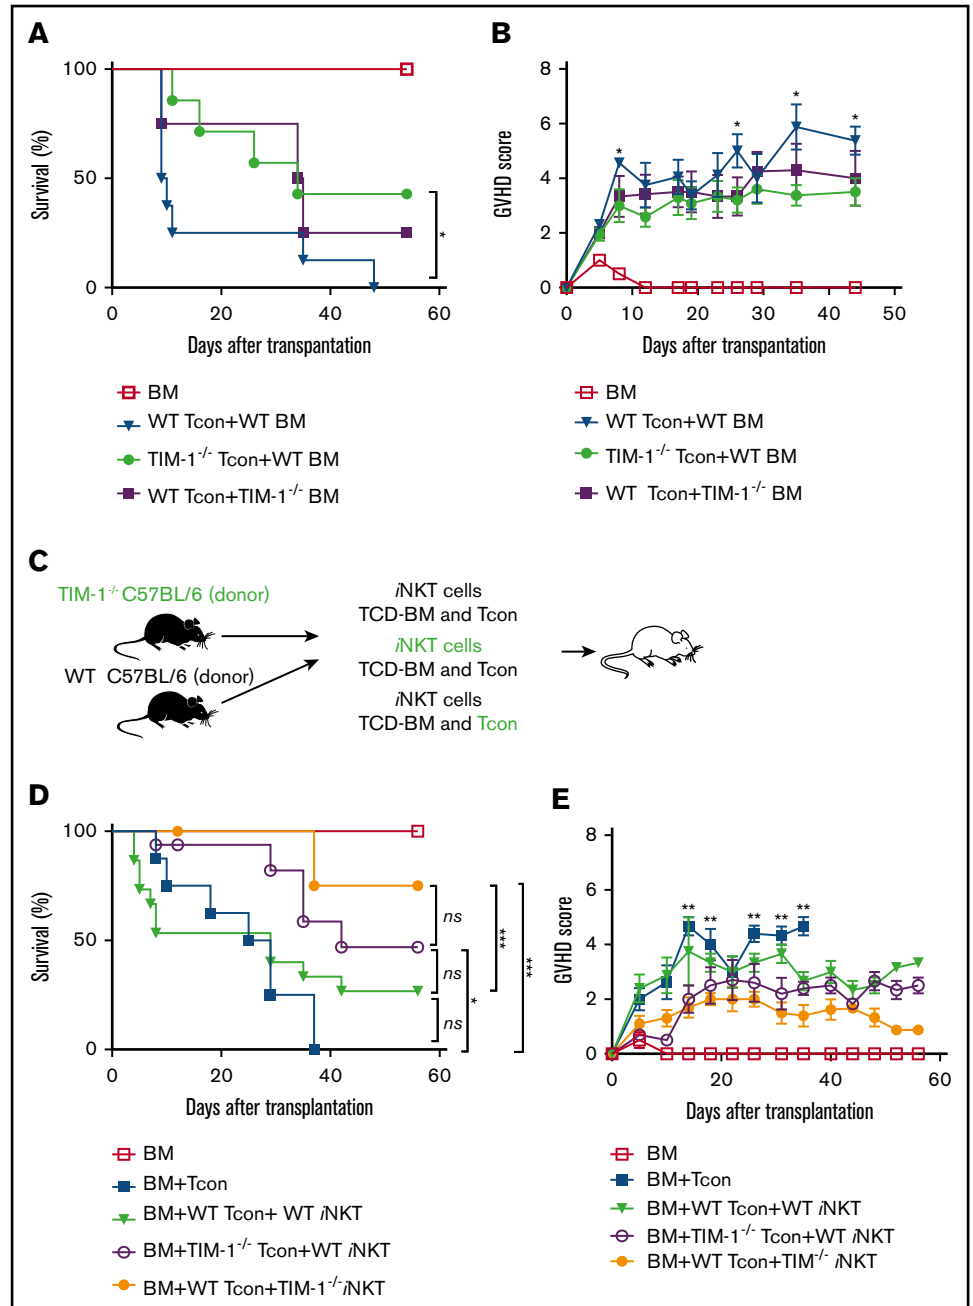 A
100
50
0
Survival (%)
0 20 40 60
Days after transpantation
*
BM
WT Tcon+WT BM
TIM-1-/- Tcon+WT BM
WT Tcon+TIM-1-/- BM
B
8
6
4
2
0
GVHD score
* * * *
0 10 20 30 40 50
Days after transpantation
BM
WT Tcon+WT BM
TIM-1-/- Tcon+WT BM
WT Tcon+TIM-1-/- BM
C
TIM-1-/- C57BL/6 (donor)
WT C57BL/6 (donor)
iNKT cells
TCD-BM and Tcon
iNKT cells
TCD-BM and Tcon
iNKT cells
TCD-BM and Tcon
D
100
50
0
Survival (%)
0 20 40 60
Days after transplantation
ns
ns
ns
*
***
***
BM
BM+Tcon
BM+WT Tcon+ WT iNKT
BM+TIM-1-/- Tcon+WT iNKT
BM+WT Tcon+TIM-1-/-iNKT
E
8
6
4
2
0
GVHD score
** ** ** ** **
0 20 40 60
Days after transplantation
BM
BM+Tcon
BM+WT Tcon+WT iNKT
BM+TIM-1-/- Tcon+WT iNKT
BM+WT Tcon+TIM-/- iNKT